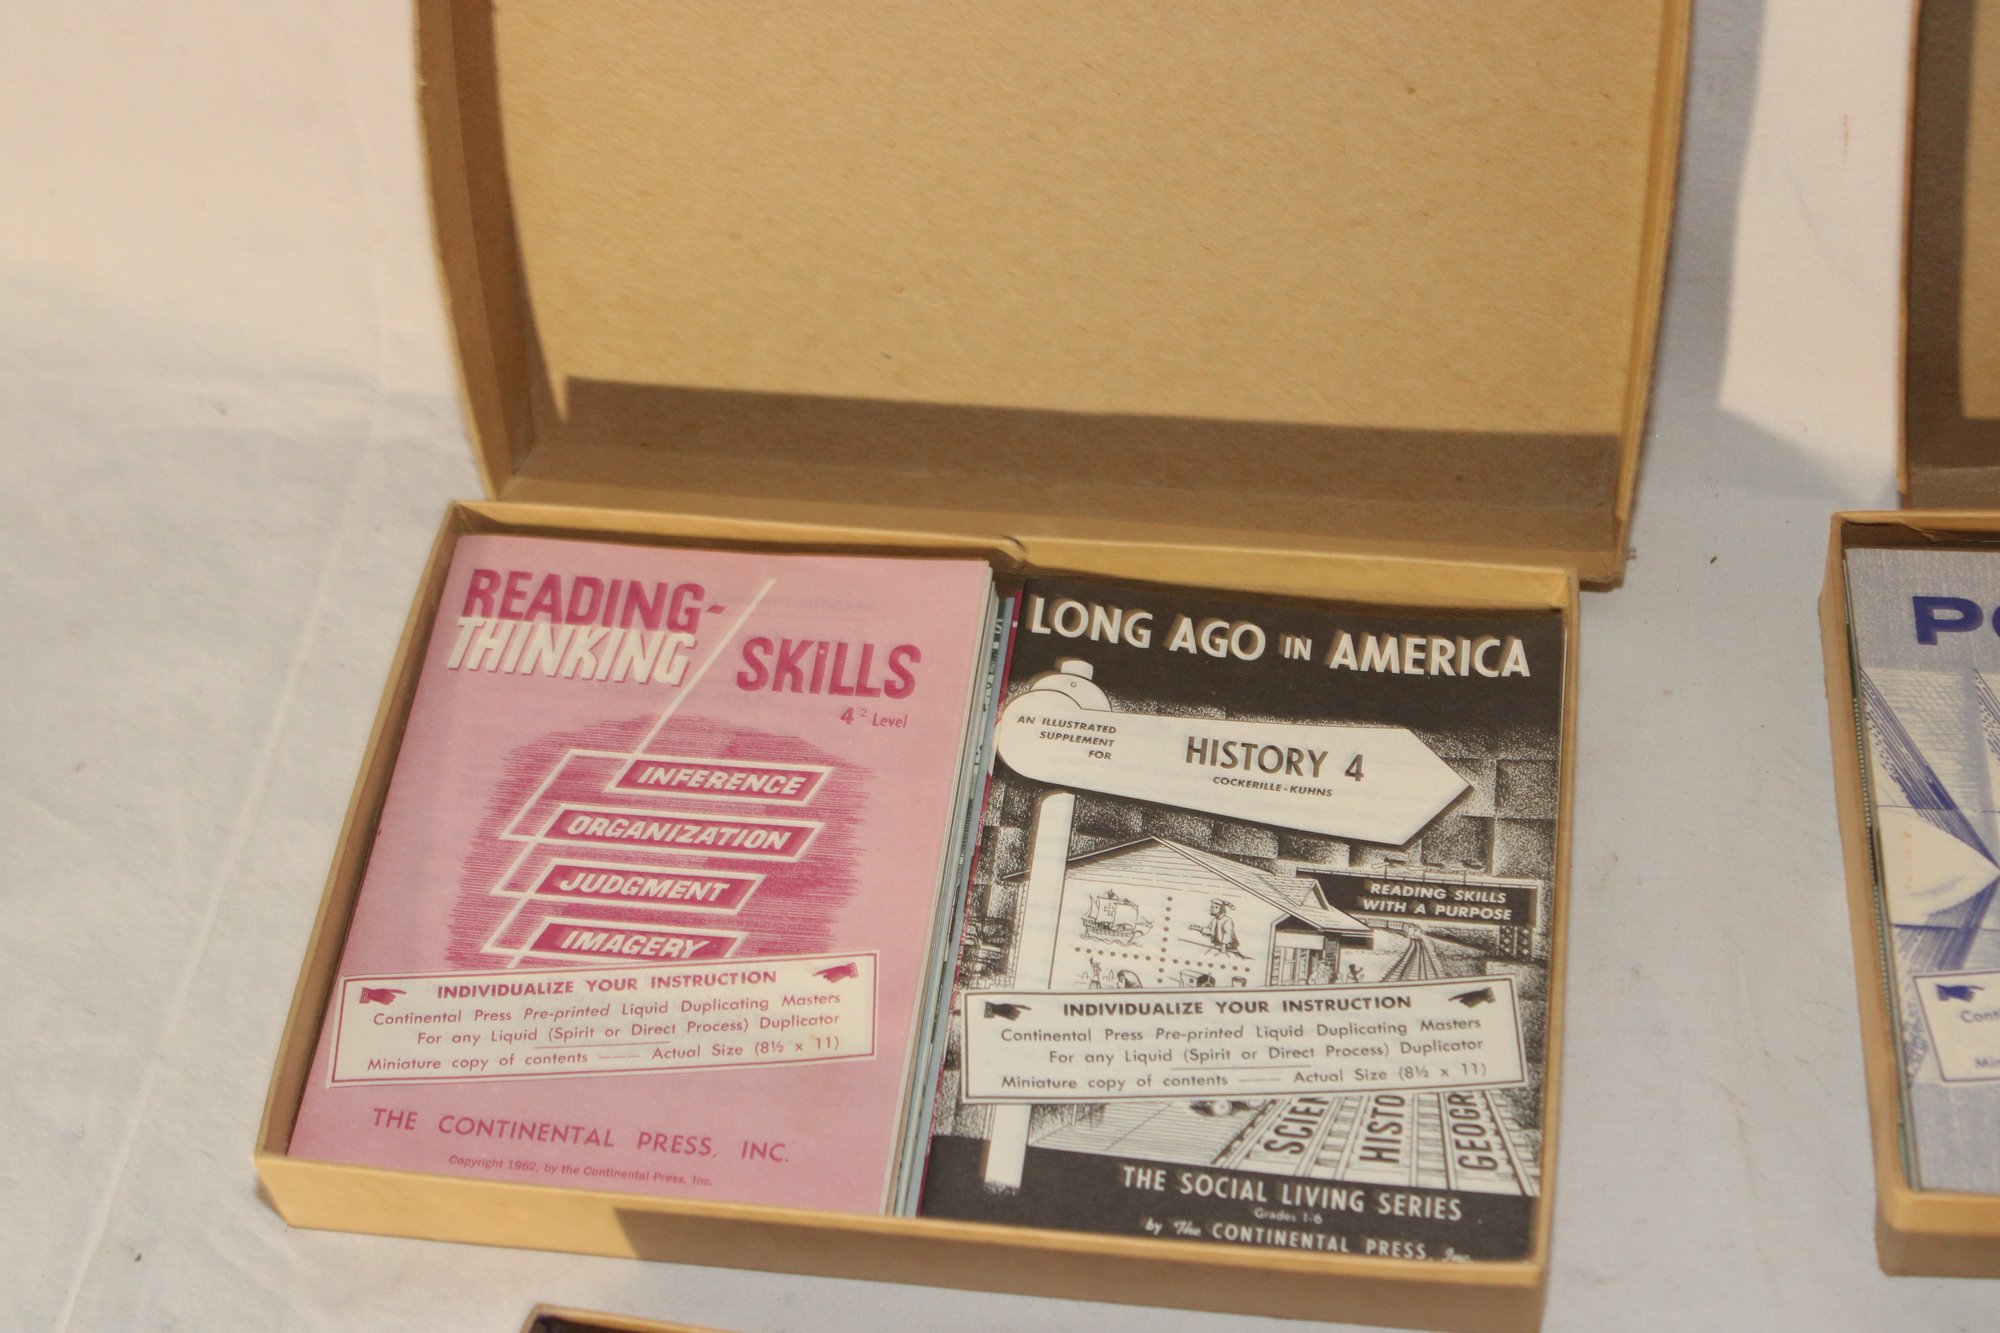 READING-
THINKING
SKiLLS
4² Level
INFERENCE
ORGANIZATION
JUDGMENT
IMAGERY
INDIVIDUALIZE YOUR INSTRUCTION
Continental Press Pre-printed Liquid Duplicating Masters
For any Liquid (Spirit or Direct Process) Duplicator
Miniature copy of contents ——— Actual Size (8½ x 11)
THE CONTINENTAL PRESS, INC.
Copyright 1962, by the Continental Press, Inc.
LONG AGO IN AMERICA
AN ILLUSTRATED
SUPPLEMENT
FOR
HISTORY 4
COCKERILLE-KUHNS
READING SKILLS
WITH A PURPOSE
INDIVIDUALIZE YOUR INSTRUCTION
Continental Press Pre-printed Liquid Duplicating Masters
For any Liquid (Spirit or Direct Process) Duplicator
Miniature copy of contents ——— Actual Size (8½ x 11)
SCIEN
HISTO
GEOGR
THE SOCIAL LIVING SERIES
Grades 1-6
by The CONTINENTAL PRESS, Inc.